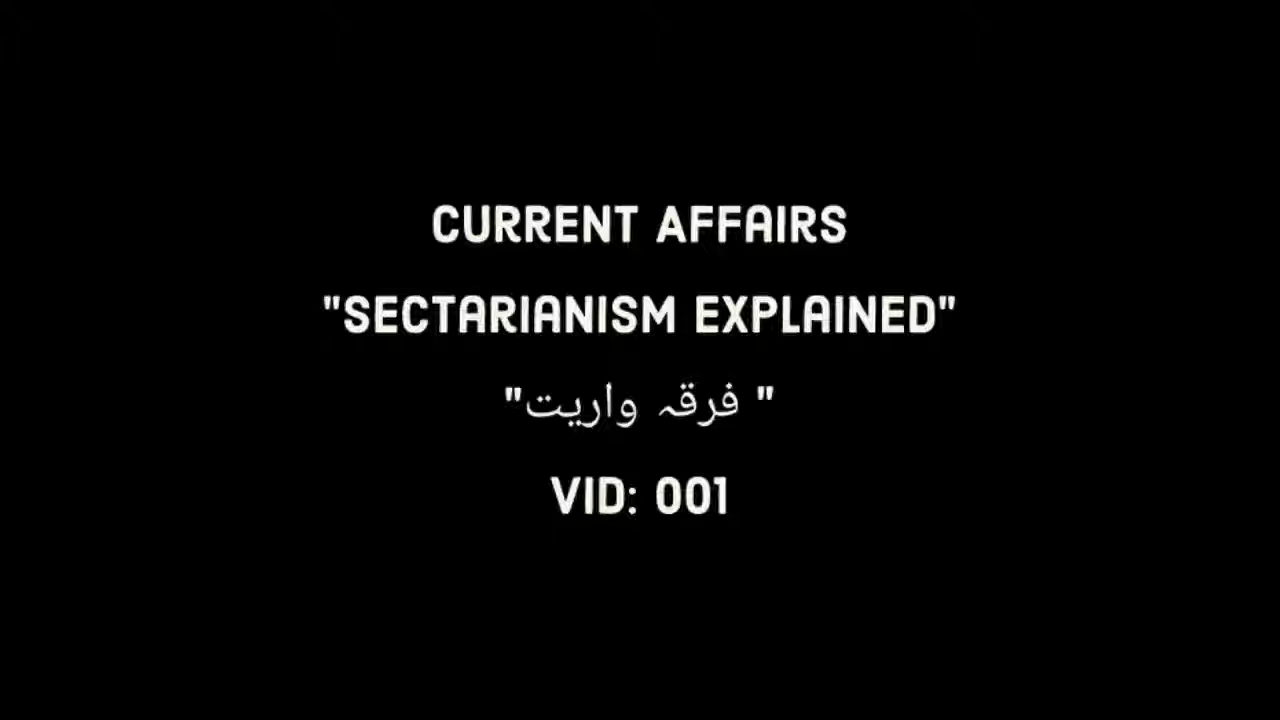 CURRENT AFFAIRS
"SECTARIANISM EXPLAINED"
" فرقہ واریت"
VID: 001